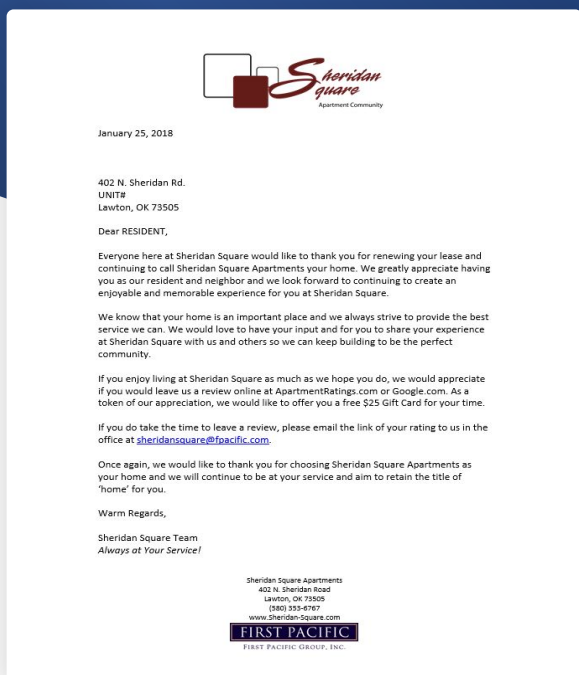 Sheridan
Square
Apartment Community
January 25, 2018
402 N. Sheridan Rd.
UNIT#
Lawton, OK 73505
Dear RESIDENT,
Everyone here at Sheridan Square would like to thank you for renewing your lease and
continuing to call Sheridan Square Apartments your home. We greatly appreciate having
you as our resident and neighbor and we look forward to continuing to create an
enjoyable and memorable experience for you at Sheridan Square.
We know that your home is an important place and we always strive to provide the best
service we can. We would love to have your input and for you to share your experience
at Sheridan Square with us and others so we can keep building to be the perfect
community.
If you enjoy living at Sheridan Square as much as we hope you do, we would appreciate
if you would leave us a review online at ApartmentRatings.com or Google.com. As a
token of our appreciation, we would like to offer you a free $25 Gift Card for your time.
If you do take the time to leave a review, please email the link of your rating to us in the
office at sheridansquare@fpacific.com.
Once again, we would like to thank you for choosing Sheridan Square Apartments as
your home and we will continue to be at your service and aim to retain the title of
‘home’ for you.
Warm Regards,
Sheridan Square Team
Always at Your Service!
Sheridan Square Apartments
402 N. Sheridan Road
Lawton, OK 73505
(580) 353-6767
www.Sheridan-Square.com
FIRST PACIFIC
FIRST PACIFIC GROUP, INC.